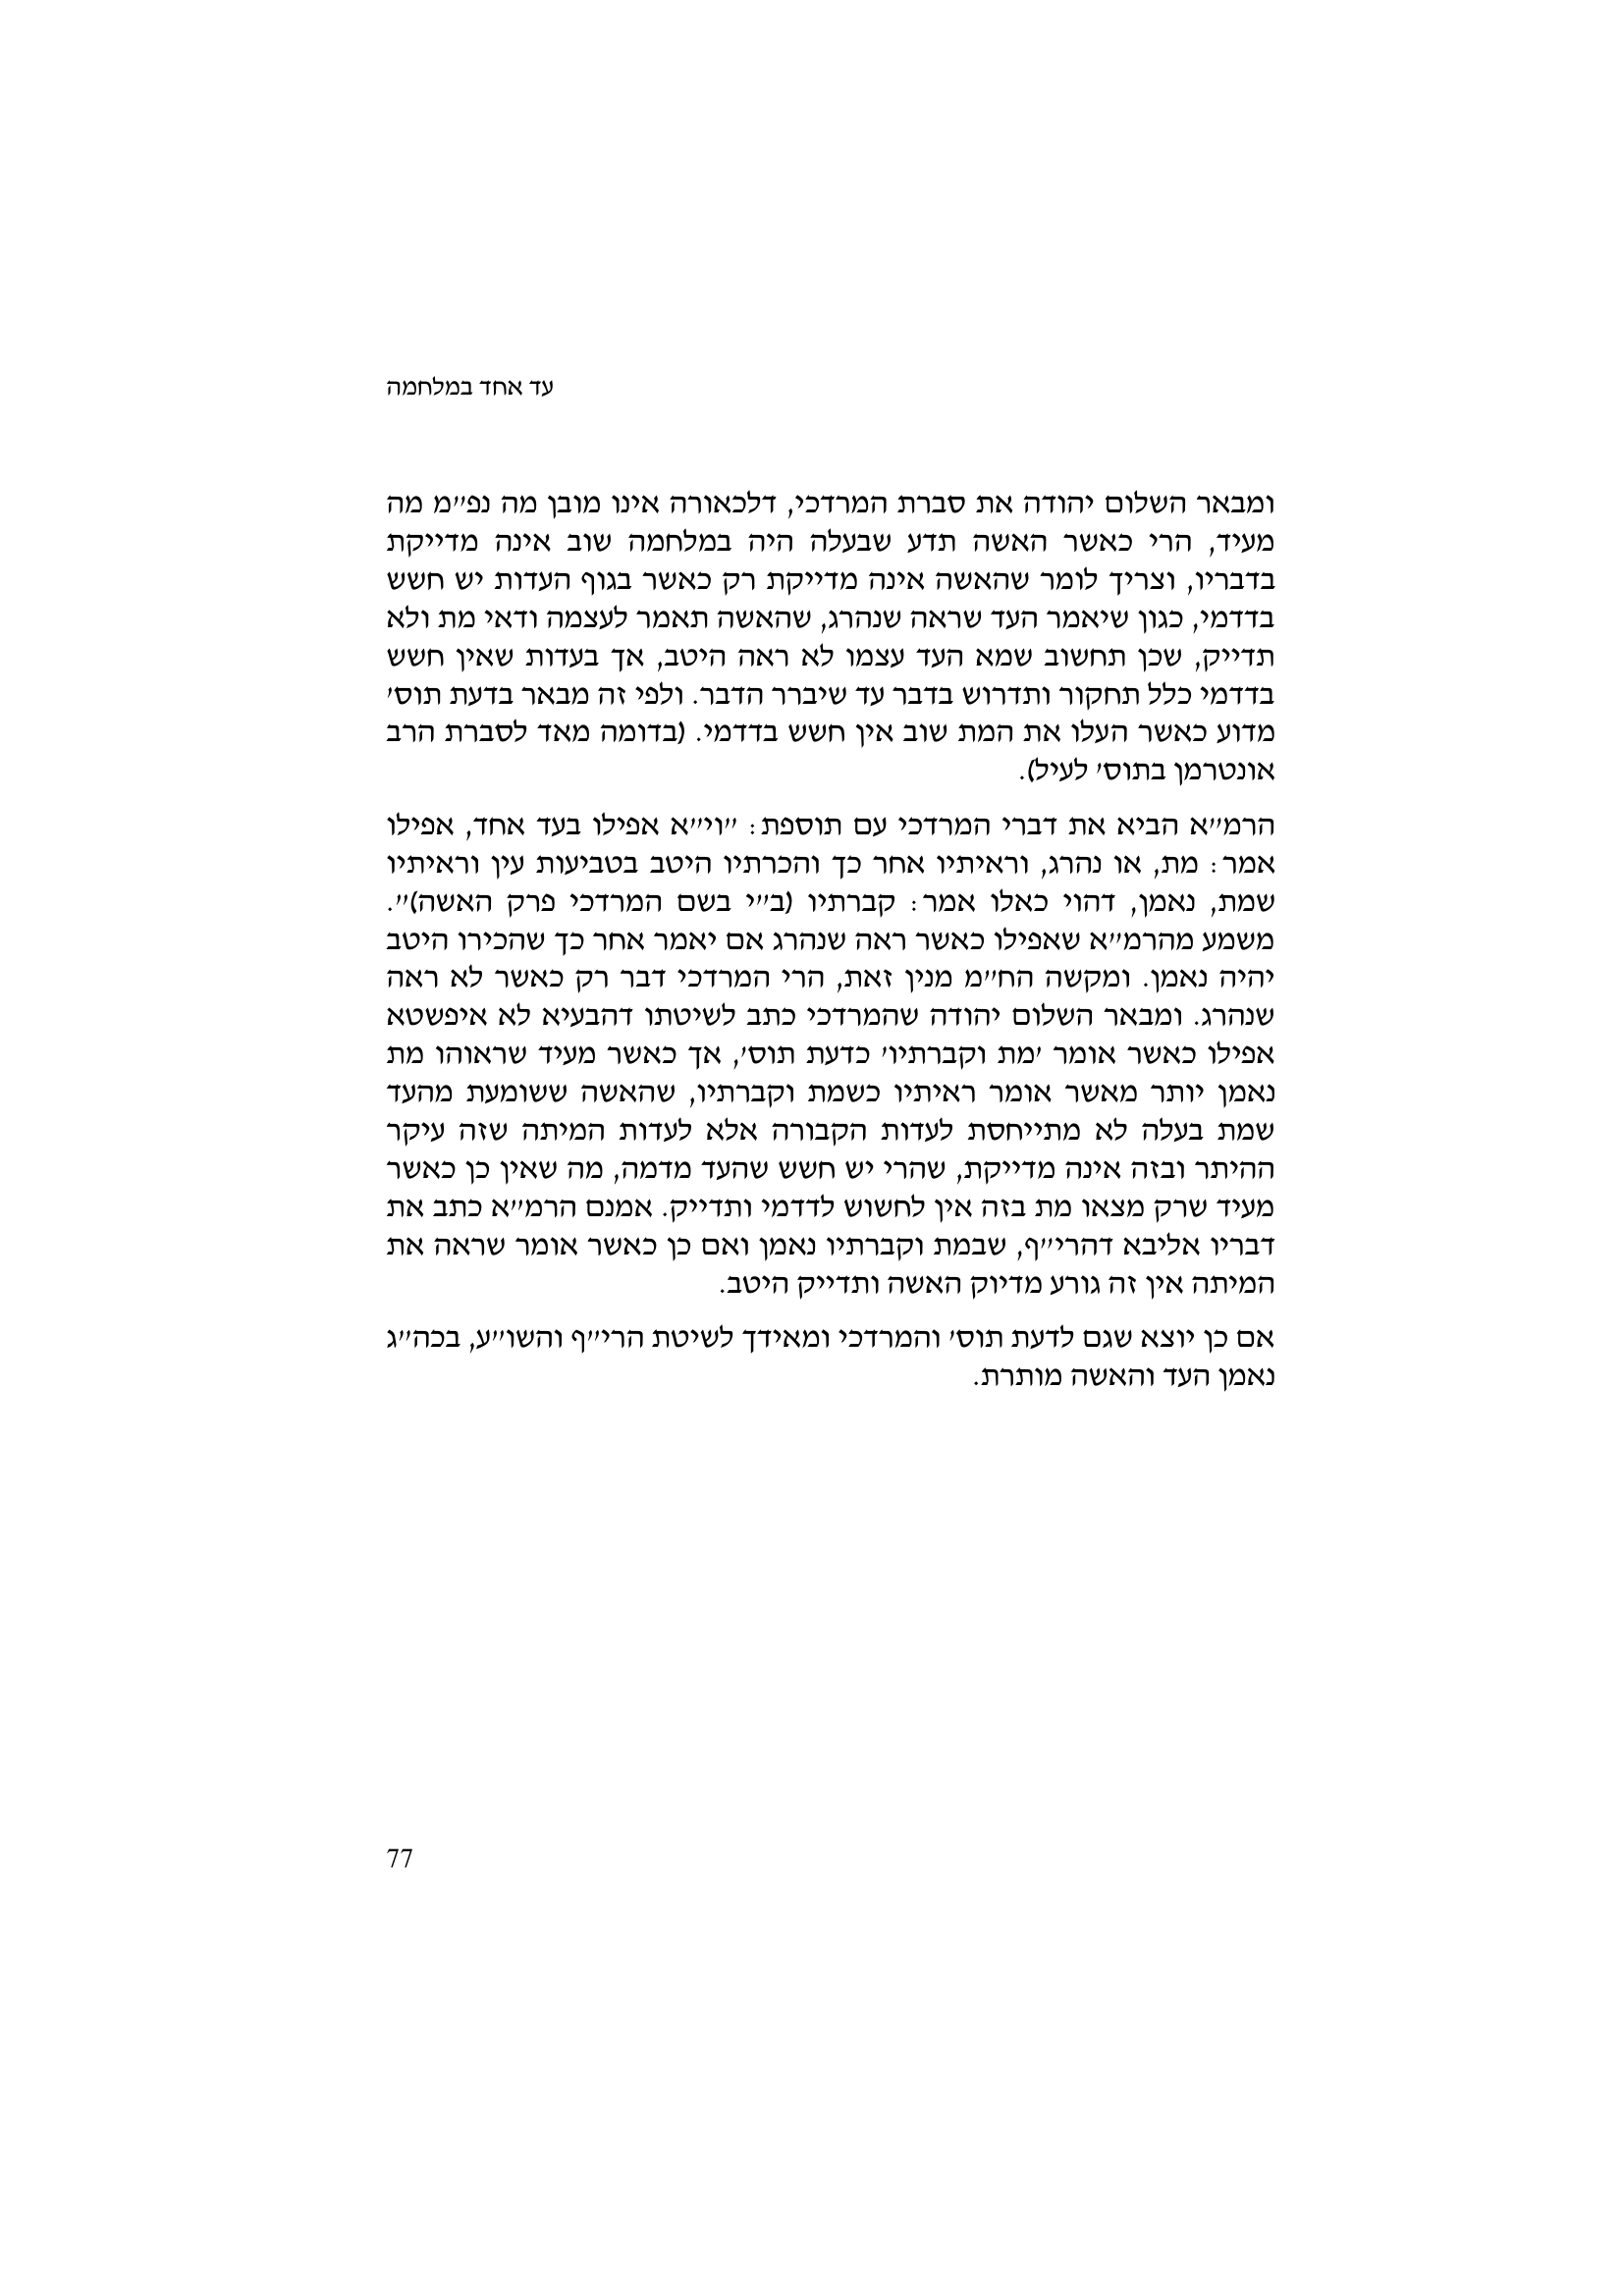 עד אחד במלחמה
ומבאר השלום יהודה את סברת המרדכי, דלכאורה אינו מובן מה נפ״מ מה
מעיד, הרי כאשר האשה תדע שבעלה היה במלחמה שוב אינה מדייקת
בדבריו, וצריך לומר שהאשה אינה מדייקת רק כאשר בגוף העדות יש חשש
בדדמי, כגון שיאמר העד שראה שנהרג, שהאשה תאמר לעצמה ודאי מת ולא
תדייק, שכן תחשוב שמא העד עצמו לא ראה היטב, אך בעדות שאין חשש
בדדמי כלל תחקור ותדרוש בדבר עד שיברר הדבר. ולפי זה מבאר בדעת תוס׳
מדוע כאשר העלו את המת שוב אין חשש בדדמי. (בדומה מאד לסברת הרב
אונטרמן בתוס׳ לעיל).
הרמ״א הביא את דברי המרדכי עם תוספת: ״וי״א אפילו בעד אחד, אפילו
אמר: מת, או נהרג, וראיתיו אחר כך והכרתיו היטב בטביעות עין וראיתיו
שמת, נאמן, דהוי כאלו אמר: קברתיו (ב״י בשם המרדכי פרק האשה)״.
משמע מהרמ״א שאפילו כאשר ראה שנהרג אם יאמר אחר כך שהכירו היטב
יהיה נאמן. ומקשה הח״מ מנין זאת, הרי המרדכי דבר רק כאשר לא ראה
שנהרג. ומבאר השלום יהודה שהמרדכי כתב לשיטתו דהבעיא לא איפשטא
אפילו כאשר אומר ׳מת וקברתיו׳ כדעת תוס׳, אך כאשר מעיד שראוהו מת
נאמן יותר מאשר אומר ראיתיו כשמת וקברתיו, שהאשה ששומעת מהעד
שמת בעלה לא מתייחסת לעדות הקבורה אלא לעדות המיתה שזה עיקר
ההיתר ובזה אינה מדייקת, שהרי יש חשש שהעד מדמה, מה שאין כן כאשר
מעיד שרק מצאו מת בזה אין לחשוש לדדמי ותדייק. אמנם הרמ״א כתב את
דבריו אליבא דהרי״ף, שבמת וקברתיו נאמן ואם כן כאשר אומר שראה את
המיתה אין זה גורע מדיוק האשה ותדייק היטב.
אם כן יוצא שגם לדעת תוס׳ והמרדכי ומאידך לשיטת הרי״ף והשו״ע, בכה״ג
נאמן העד והאשה מותרת.
77